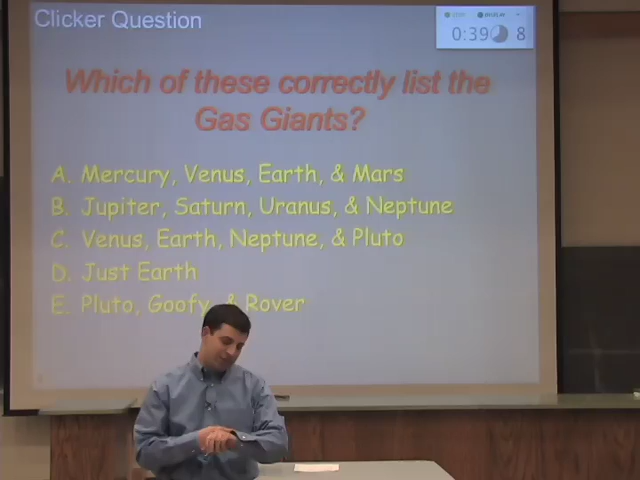 Clicker Question
0:39 8
Which of these correctly list the
Gas Giants?
A. Mercury, Venus, Earth, & Mars
B. Jupiter, Saturn, Uranus, & Neptune
C. Venus, Earth, Neptune, & Pluto
D. Just Earth
E. Pluto, Goofy, & Rover